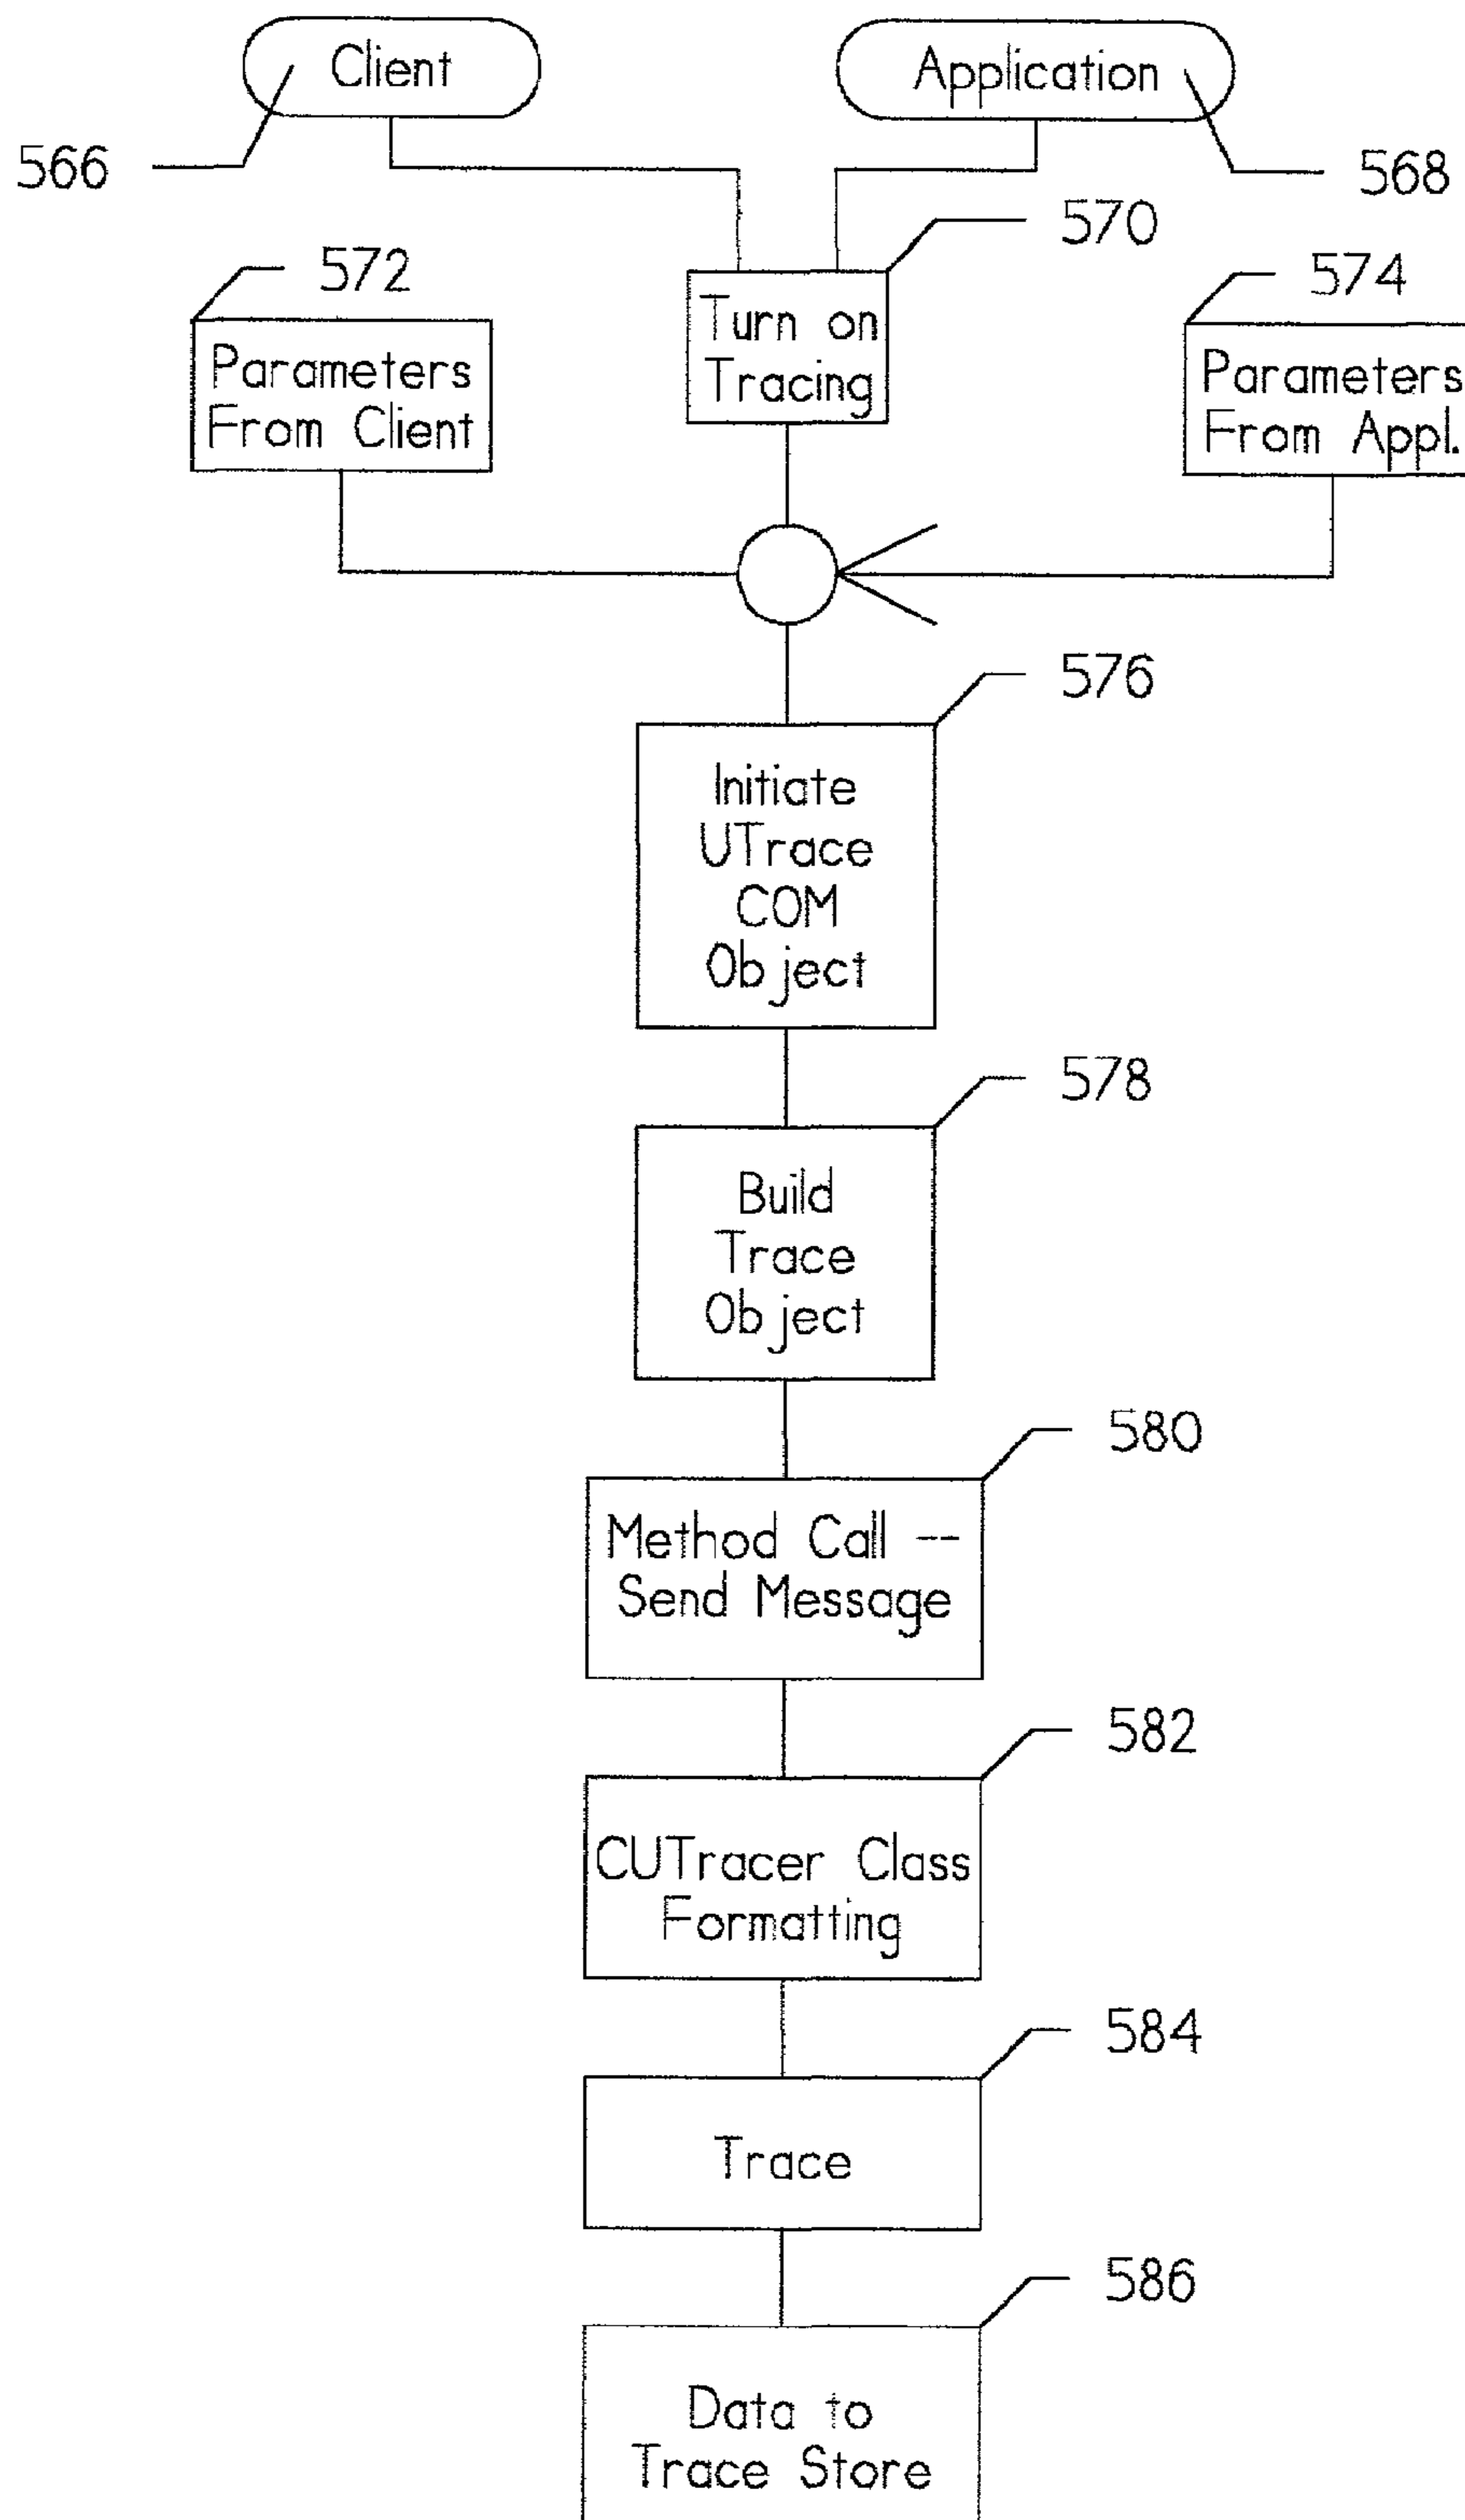 Client
Application
566
568
570
572
574
Turn on
Tracing
Parameters
From Client
Parameters
From Appl.
576
Initiate
UTrace
COM
Object
578
Build
Trace
Object
580
Method Call --
Send Message
582
CUTracer Class
Formatting
584
Trace
586
Data to
Trace Store